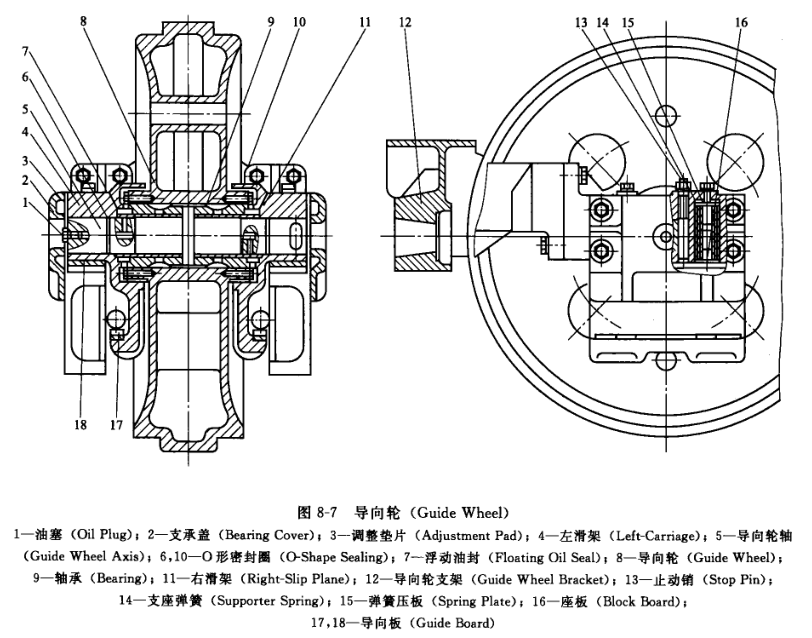 8 9 10 11 12 13 14 15 16
7
6
5
4
3
2
1
18 17
图 8-7 导向轮 (Guide Wheel)
1—油塞 (Oil Plug); 2—支承盖 (Bearing Cover); 3—调整垫片 (Adjustment Pad); 4—左滑架 (Left-Carriage); 5—导向轮轴
(Guide Wheel Axis); 6,10—O 形密封圈 (O-Shape Sealing); 7—浮动油封 (Floating Oil Seal); 8—导向轮 (Guide Wheel);
9—轴承 (Bearing); 11—右滑架 (Right-Slip Plane); 12—导向轮支架 (Guide Wheel Bracket); 13—止动销 (Stop Pin);
14—支座弹簧 (Supporter Spring); 15—弹簧压板 (Spring Plate); 16—座板 (Block Board);
17,18—导向板 (Guide Board)